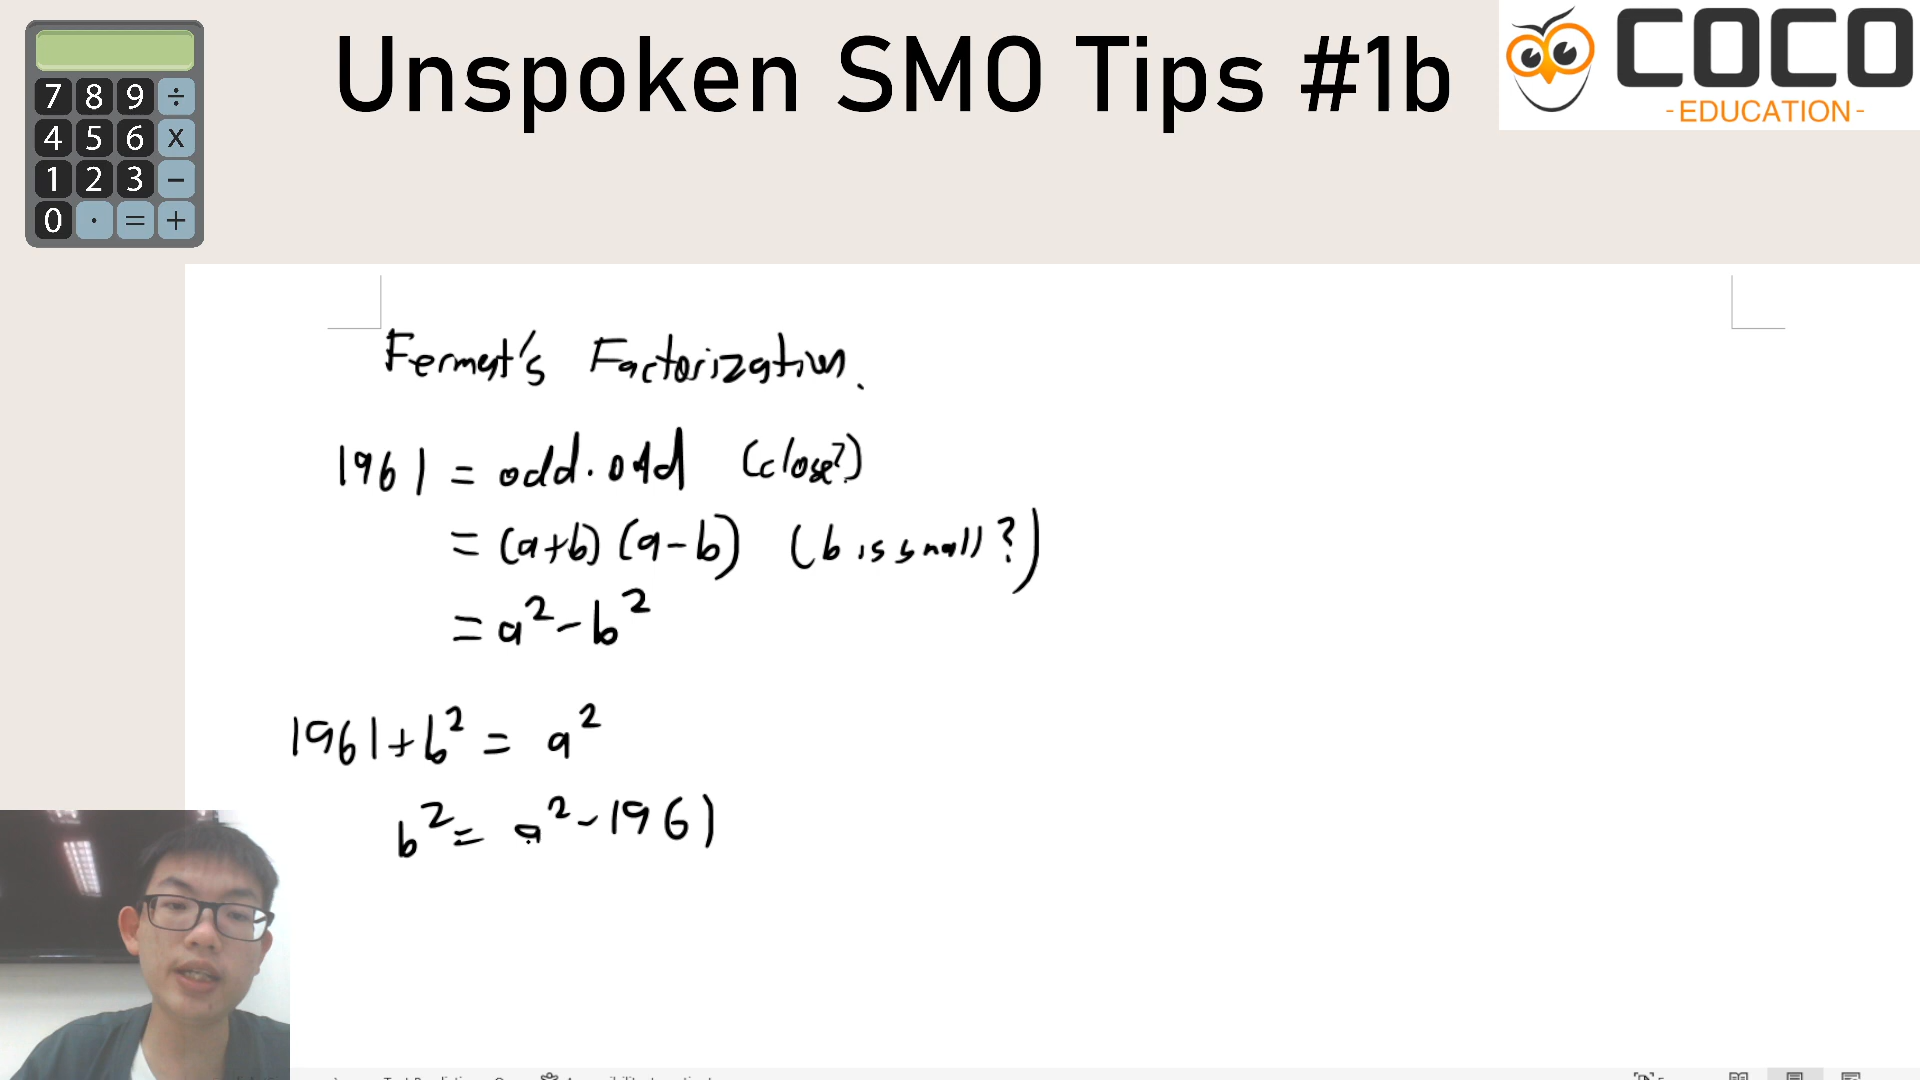 Unspoken SMO Tips #1b
COCO
-EDUCATION-
7 8 9 ÷
4 5 6 X
1 2 3 −
0 · = +
Fermat's Factorization.
1961 = odd.odd (close?)
= (a+b)(a-b) (b is small?)
= a²-b²
1961+b² = a²
b² = a²-1961